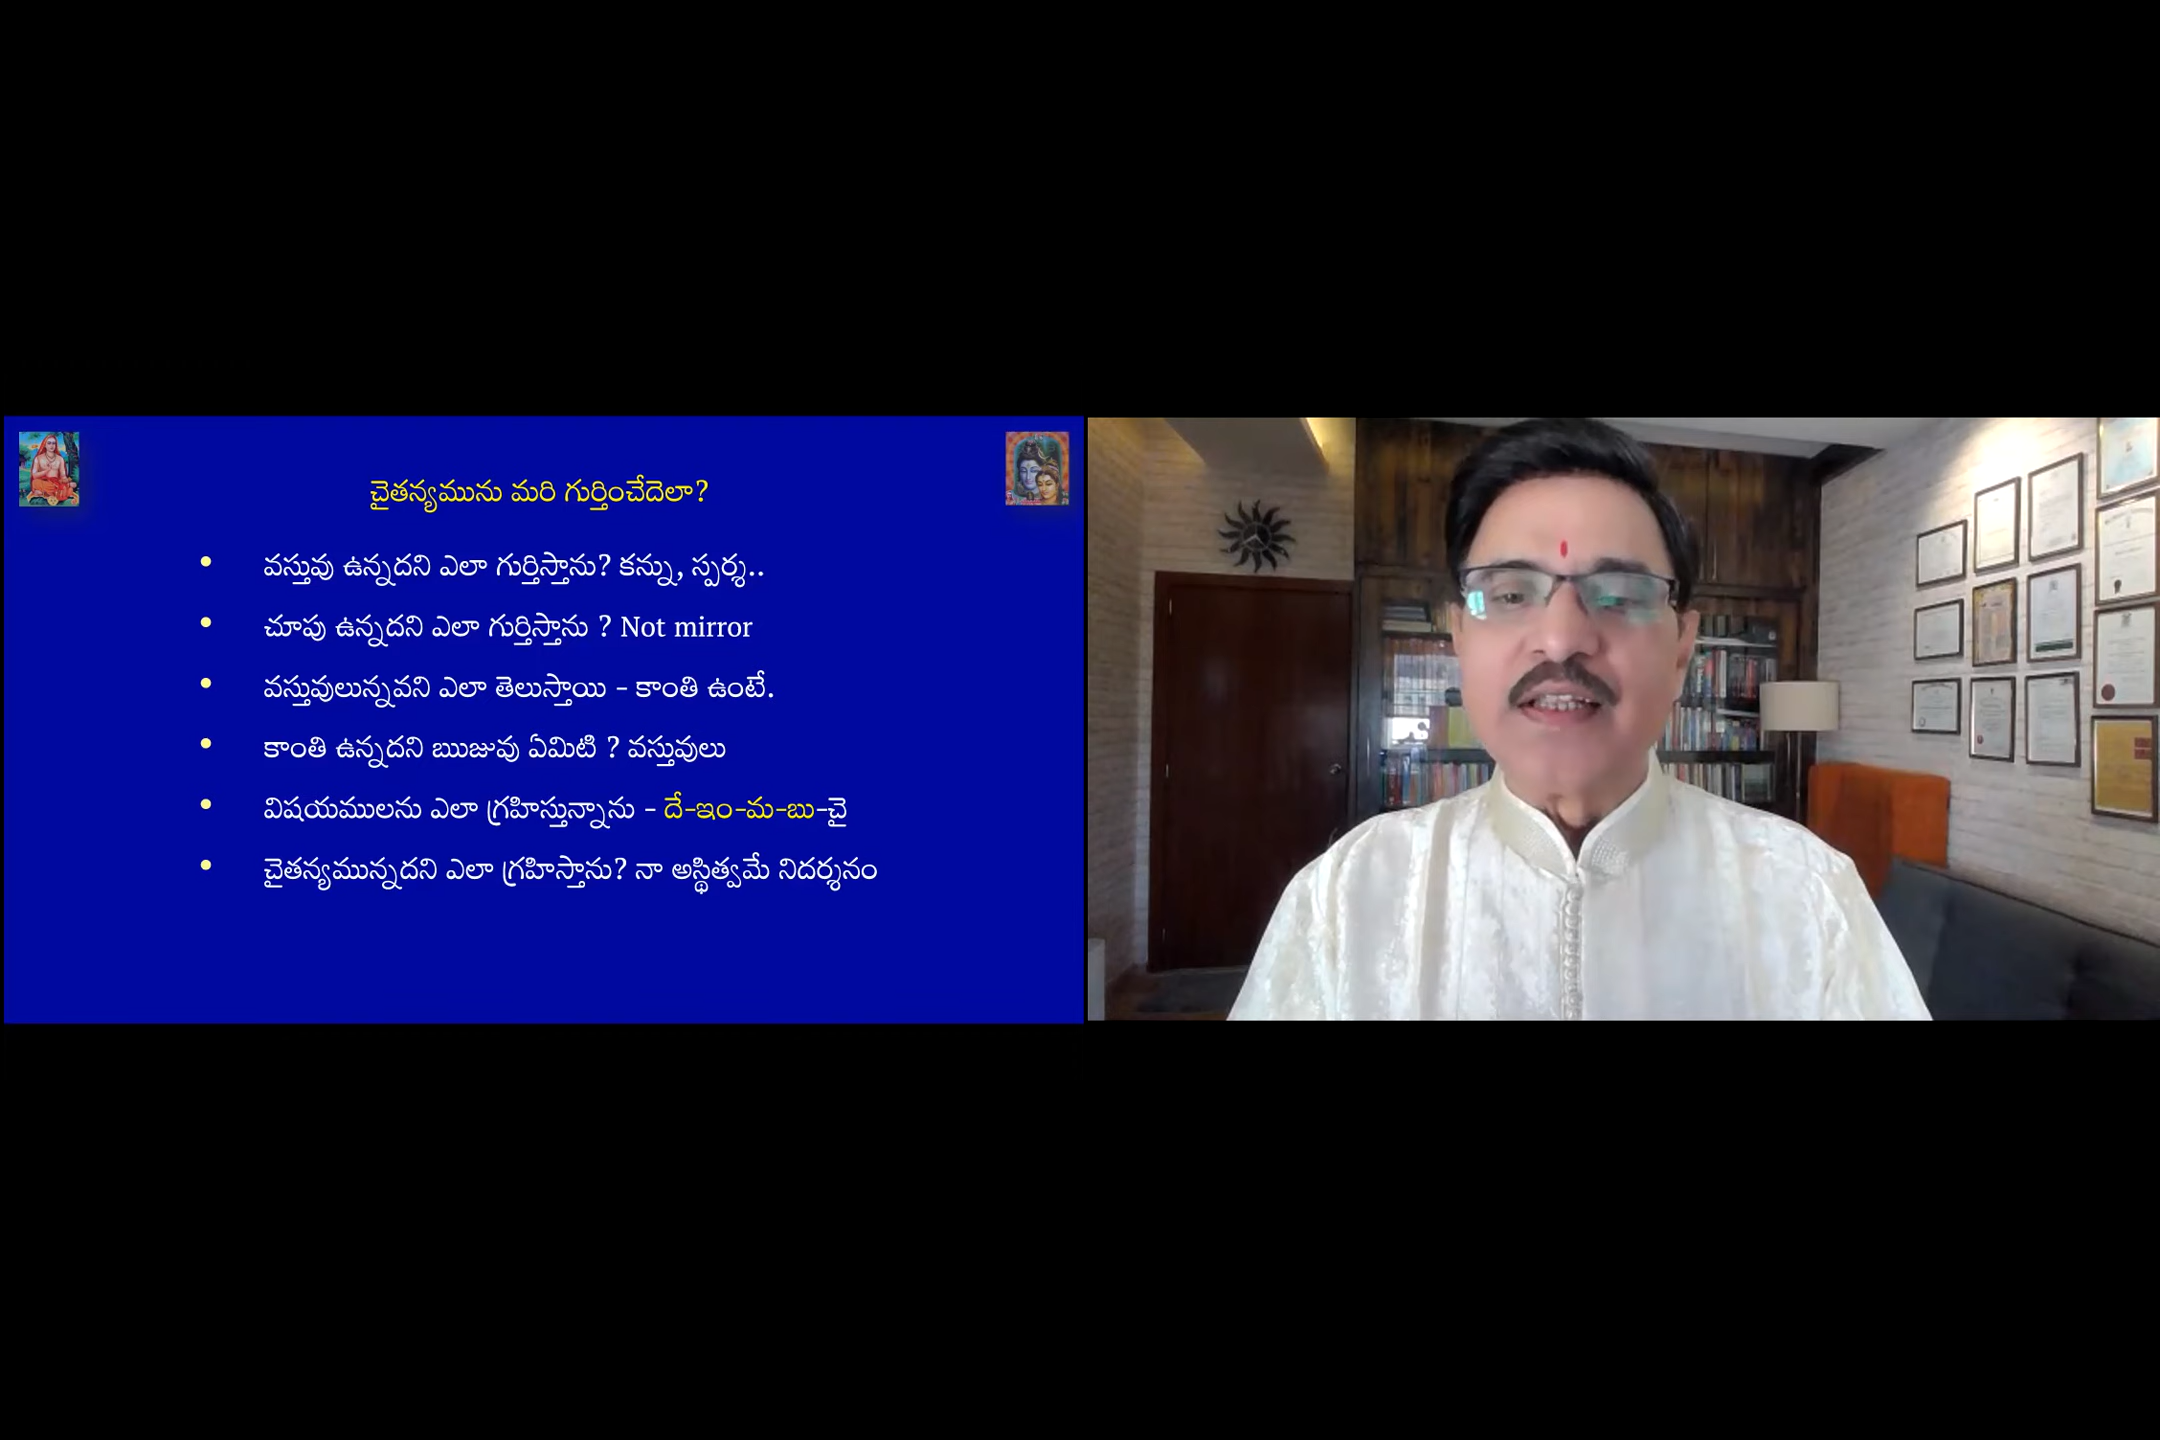 చైతన్యమును మరి గుర్తించేదెలా?
• వస్తువు ఉన్నదని ఎలా గుర్తిస్తాను? కన్ను, స్పర్శ..
• చూపు ఉన్నదని ఎలా గుర్తిస్తాను ? Not mirror
• వస్తువులున్నవని ఎలా తెలుస్తాయి - కాంతి ఉంటే.
• కాంతి ఉన్నదని ఋజువు ఏమిటి ? వస్తువులు
• విషయములను ఎలా గ్రహిస్తున్నాను - దే-ఇం-మ-బు-చై
• చైతన్యమున్నదని ఎలా గ్రహిస్తాను? నా అస్థిత్వమే నిదర్శనం